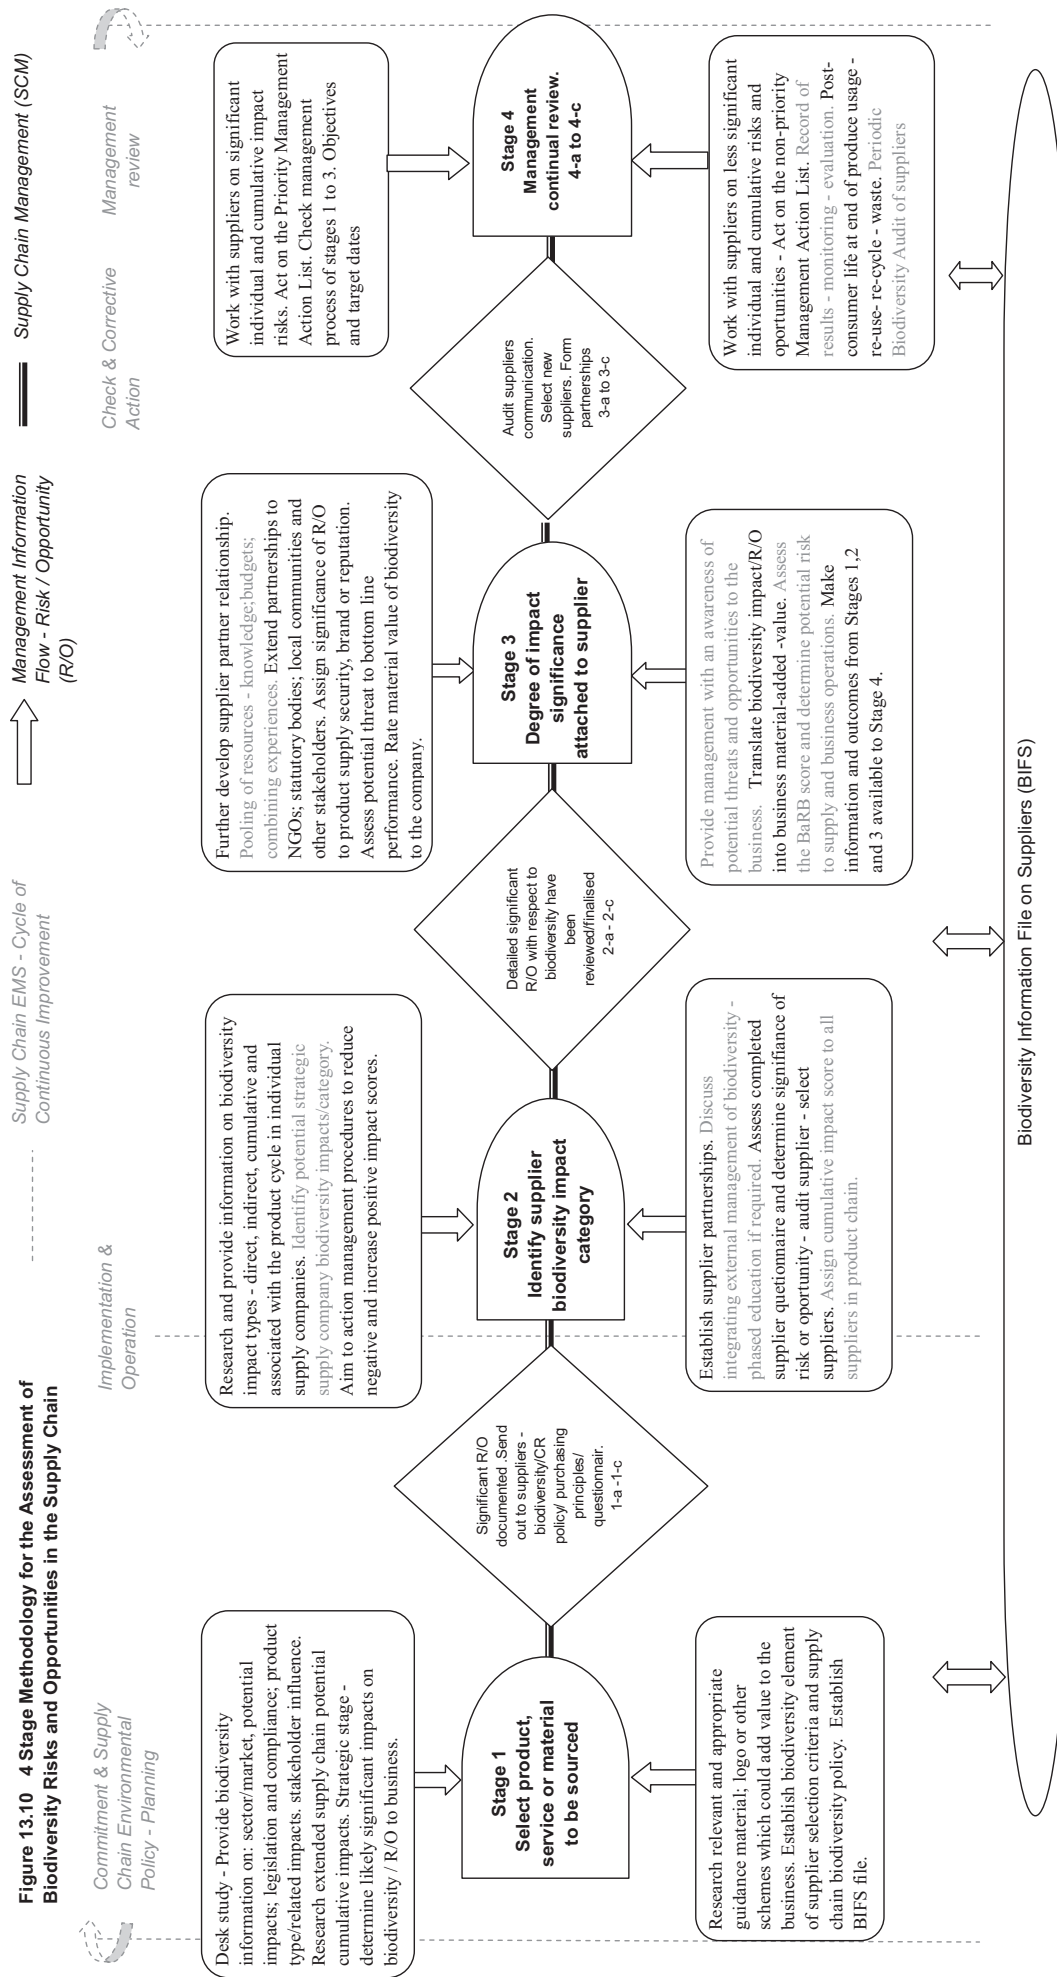 Figure 13.10 4 Stage Methodology for the Assessment of
Biodiversity Risks and Opportunities in the Supply Chain
Management Information
Flow - Risk / Opportunity
(R/O)
Supply Chain Management (SCM)
Supply Chain EMS - Cycle of
Continuous Improvement
Commitment & Supply
Chain Environmental
Policy - Planning
Implementation &
Operation
Check & Corrective
Action
Management
review
Desk study - Provide biodiversity
information on: sector/market, potential
impacts; legislation and compliance; product
type/related impacts. stakeholder influence.
Research extended supply chain potential
cumulative impacts. Strategic stage -
determine likely significant impacts on
biodiversity / R/O to business.
Stage 1
Select product,
service or material
to be sourced
Research relevant and appropriate
guidance material; logo or other
schemes which could add value to the
business. Establish biodiversity element
of supplier selection criteria and supply
chain biodiversity policy. Establish
BIFS file.
Significant R/O
documented .Send
out to suppliers -
biodiversity/CR
policy/ purchasing
principles/
questionnair.
1-a -1-c
Research and provide information on biodiversity
impact types - direct, indirect, cumulative and
associated with the product cycle in individual
supply companies. Identifiy potential strategic
supply company biodiversity impacts/category.
Aim to action management procedures to reduce
negative and increase positive impact scores.
Stage 2
Identify supplier
biodiversity impact
category
Establish supplier partnerships. Discuss
integrating external management of biodiversity -
phased education if required. Assess completed
supplier quetionnaire and determine signifiance of
risk or oportunity - audit supplier - select
suppliers. Assign cumulative impact score to all
suppliers in product chain.
Detailed significant
R/O with respect to
biodiversity have
been
reviewed/finalised
2-a - 2-c
Further develop supplier partner relationship.
Pooling of resources - knowledge;budgets;
combining experiences. Extend partnerships to
NGOs; statutory bodies; local communities and
other stakeholders. Assign significance of R/O
to product supply security, brand or reputation.
Assess potential threat to bottom line
performance. Rate material value of biodiversity
to the company.
Stage 3
Degree of impact
significance
attached to supplier
Provide management with an awareness of
potential threats and opportunities to the
business. Translate biodiversity impact/R/O
into business material-added -value. Assess
the BaRB score and determine potential risk
to supply and business operations. Make
information and outcomes from Stages 1,2
and 3 available to Stage 4.
Audit suppliers
communication.
Select new
suppliers. Form
partnerships
3-a to 3-c
Work with suppliers on significant
individual and cumulative impact
risks. Act on the Priority Management
Action List. Check management
process of stages 1 to 3. Objectives
and target dates
Stage 4
Management
continual review.
4-a to 4-c
Work with suppliers on less significant
individual and cumulative risks and
oportunities - Act on the non-priority
Management Action List. Record of
results - monitoring - evaluation. Post-
consumer life at end of produce usage -
re-use- re-cycle - waste. Periodic
Biodiversity Audit of suppliers
Biodiversity Information File on Suppliers (BIFS)